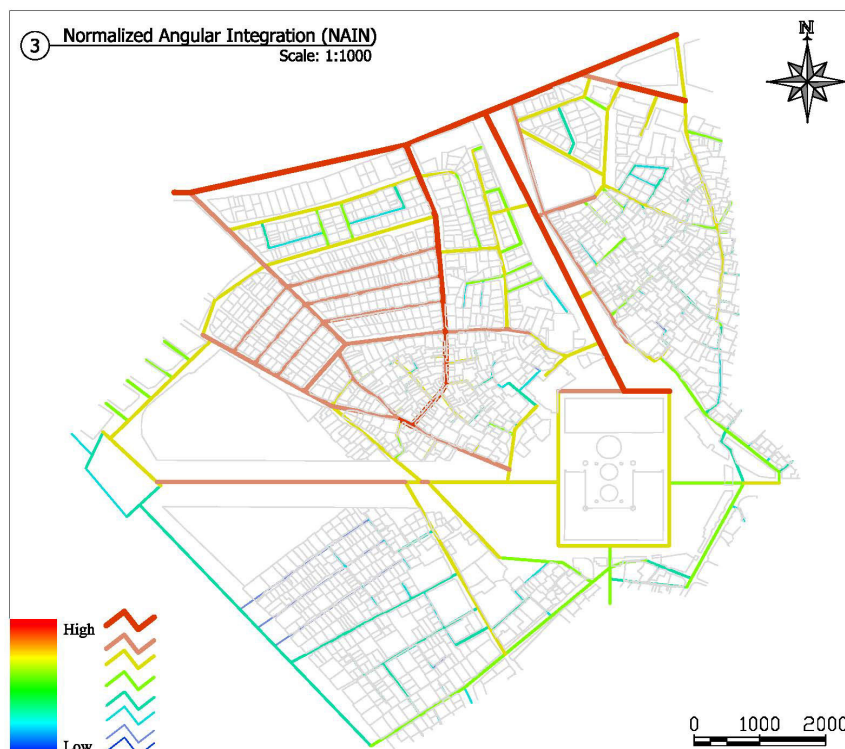 3 Normalized Angular Integration (NAIN)
Scale: 1:1000
N
High
Low
0 1000 2000